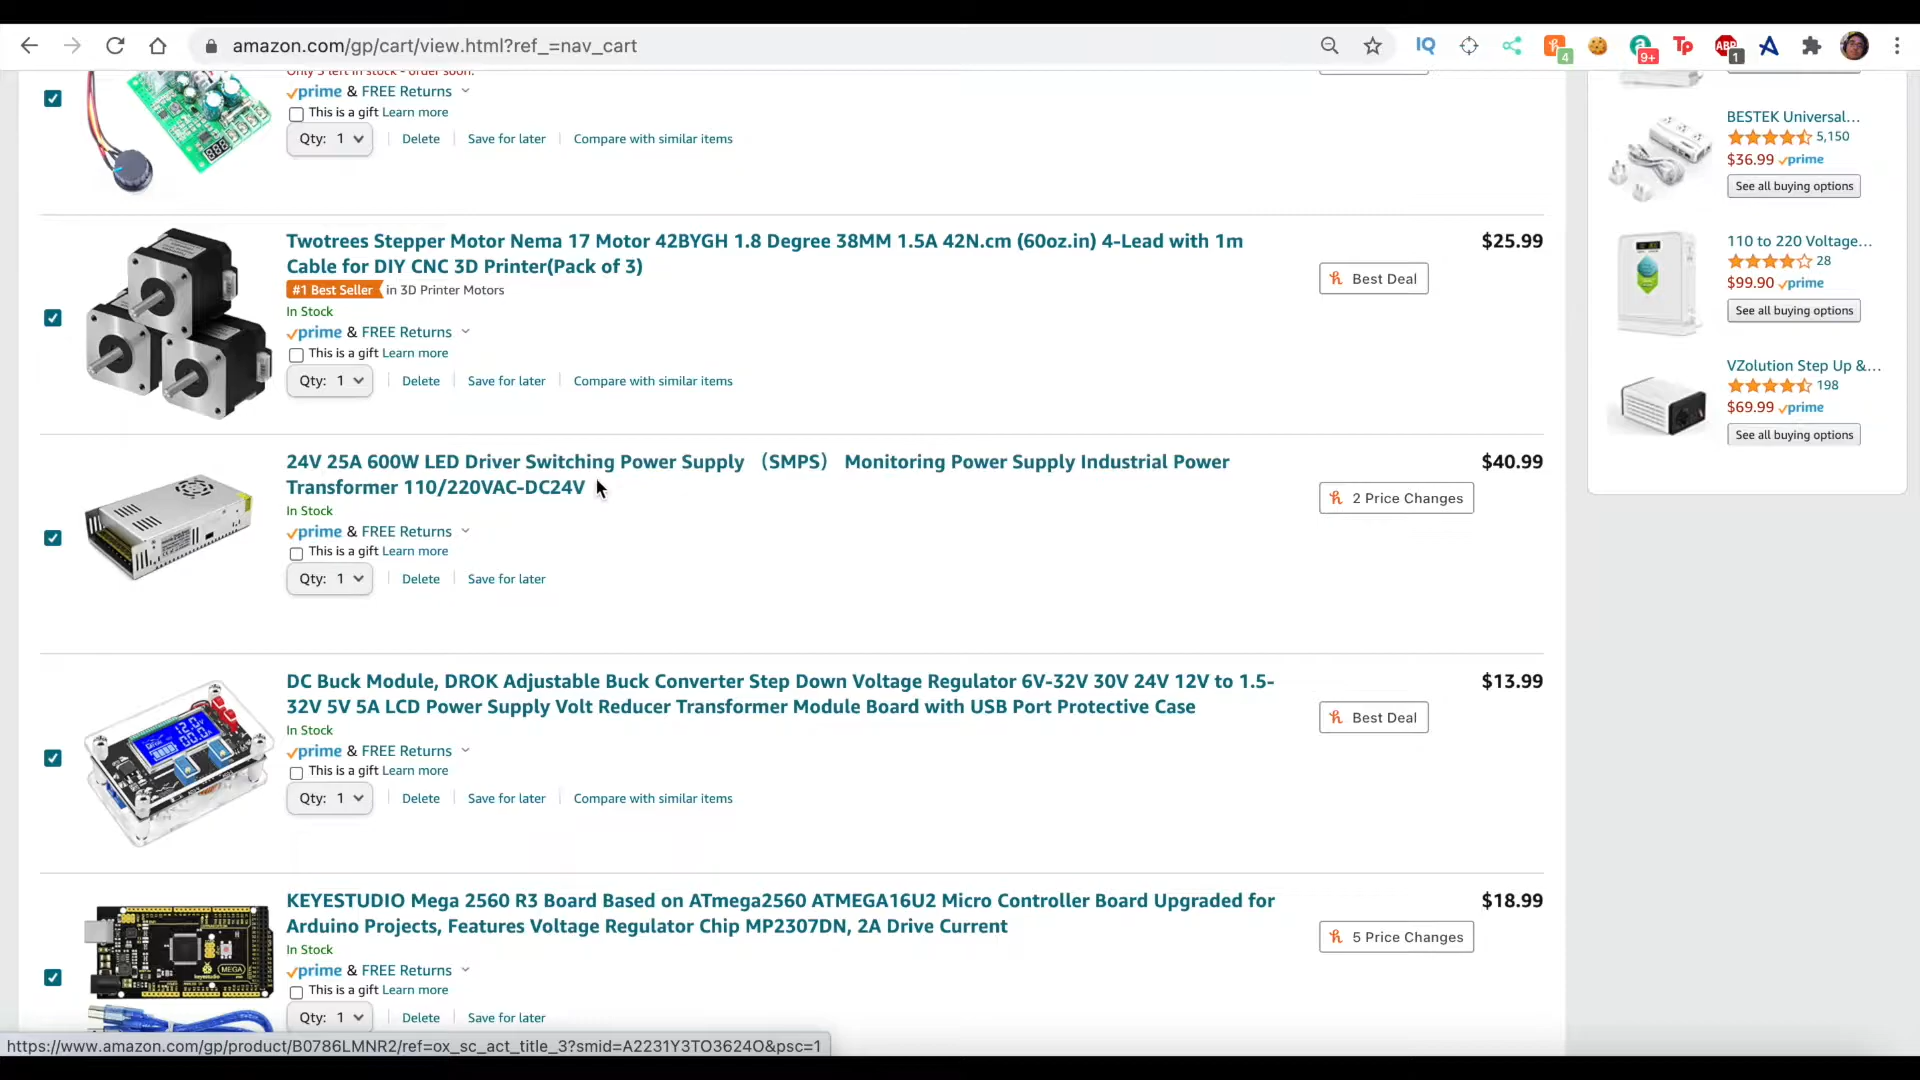 amazon.com/gp/cart/view.html?ref_=nav_cart
IQ
4
9+
Tp
ABP
1
Only 3 left in stock - order soon.
prime & FREE Returns
This is a gift Learn more
Qty: 1 Delete Save for later Compare with similar items
Twotrees Stepper Motor Nema 17 Motor 42BYGH 1.8 Degree 38MM 1.5A 42N.cm (60oz.in) 4-Lead with 1m
Cable for DIY CNC 3D Printer(Pack of 3)
$25.99
#1 Best Seller in 3D Printer Motors
Best Deal
In Stock
prime & FREE Returns
This is a gift Learn more
Qty: 1 Delete Save for later Compare with similar items
24V 25A 600W LED Driver Switching Power Supply （SMPS） Monitoring Power Supply Industrial Power
Transformer 110/220VAC-DC24V
$40.99
2 Price Changes
In Stock
prime & FREE Returns
This is a gift Learn more
Qty: 1 Delete Save for later
DC Buck Module, DROK Adjustable Buck Converter Step Down Voltage Regulator 6V-32V 30V 24V 12V to 1.5-
32V 5V 5A LCD Power Supply Volt Reducer Transformer Module Board with USB Port Protective Case
$13.99
Best Deal
In Stock
prime & FREE Returns
This is a gift Learn more
Qty: 1 Delete Save for later Compare with similar items
KEYESTUDIO Mega 2560 R3 Board Based on ATmega2560 ATMEGA16U2 Micro Controller Board Upgraded for
Arduino Projects, Features Voltage Regulator Chip MP2307DN, 2A Drive Current
$18.99
5 Price Changes
In Stock
prime & FREE Returns
This is a gift Learn more
Qty: 1 Delete Save for later
MEGA
BESTEK Universal...
5,150
$36.99 prime
See all buying options
110 to 220 Voltage...
28
$99.90 prime
See all buying options
VZolution Step Up &...
198
$69.99 prime
See all buying options
https://www.amazon.com/gp/product/B0786LMNR2/ref=ox_sc_act_title_3?smid=A2231Y3TO3624O&psc=1